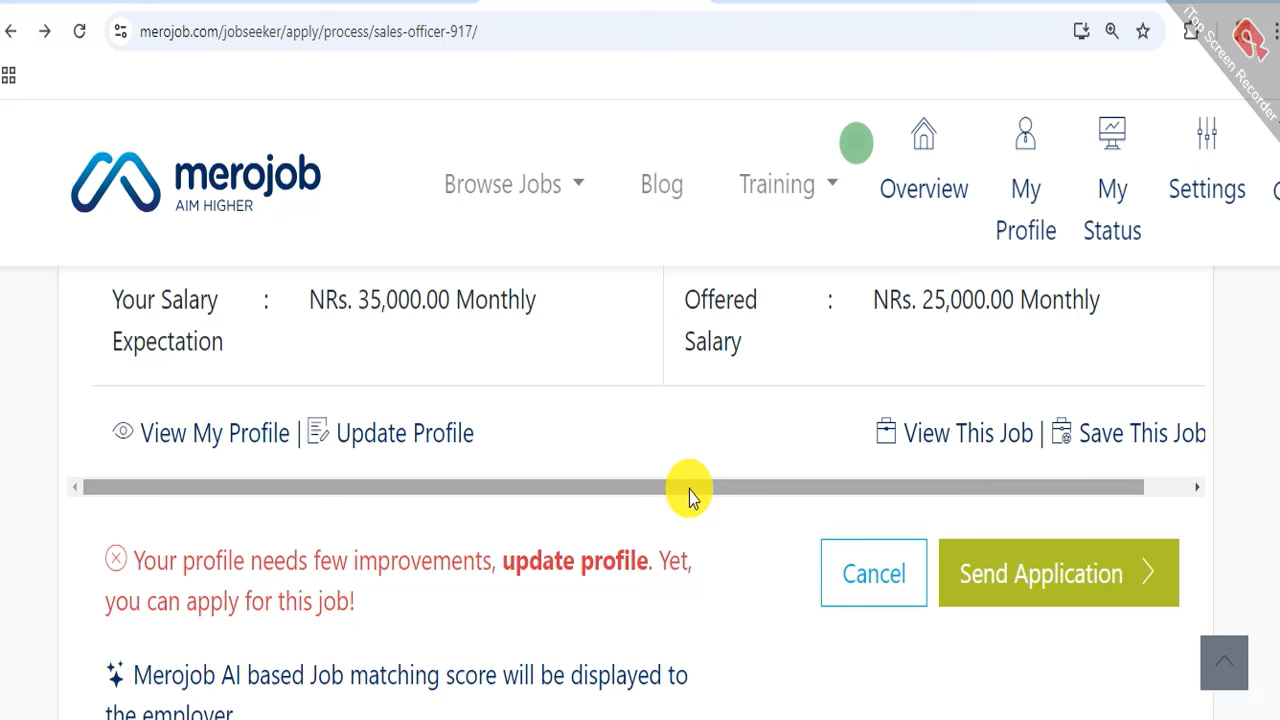 merojob.com/jobseeker/apply/process/sales-officer-917/
iTop Screen Recorder
merojob
AIM HIGHER
Browse Jobs
Blog
Training
Overview
My Profile
My Status
Settings
Your Salary Expectation : NRs. 35,000.00 Monthly
Offered Salary : NRs. 25,000.00 Monthly
View My Profile | Update Profile
View This Job | Save This Job
Your profile needs few improvements, update profile. Yet,
you can apply for this job!
Cancel
Send Application
Merojob AI based Job matching score will be displayed to
the employer